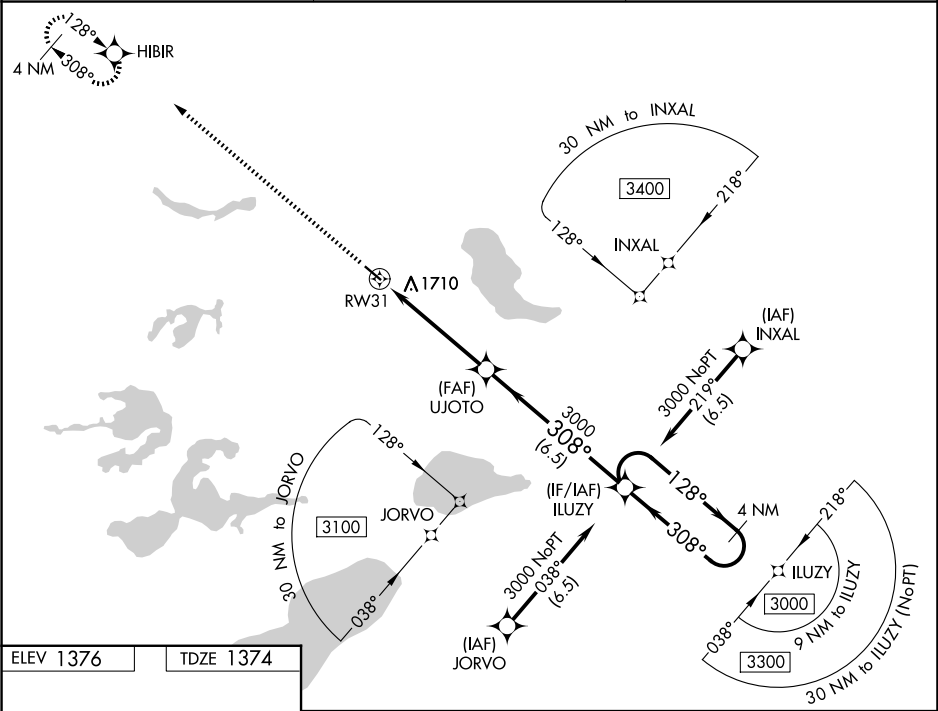 128°
HIBIR
4 NM
308°
30 NM to INXAL
3400
218°
128°
INXAL
RW31
1710
(IAF)
INXAL
3000 NoPT
219°
(6.5)
(FAF)
UJOTO
3000
308°
(6.5)
128°
30 NM to JORVO
3100
JORVO
038°
(IF/IAF)
ILUZY
128°
4 NM
308°
3000 NoPT
038°
(6.5)
(IAF)
JORVO
218°
ILUZY
3000
9 NM to ILUZY
038°
3300
30 NM to ILUZY (NoPT)
ELEV 1376
TDZE 1374